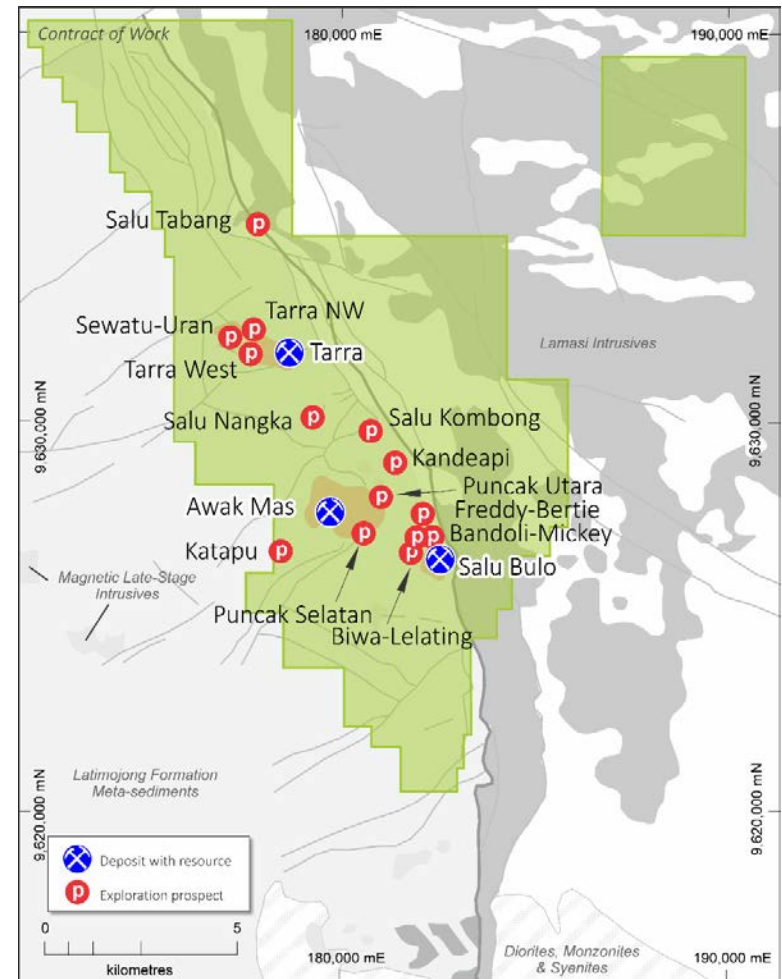 Contract of Work
180,000 mE
190,000 mE
Salu Tabang
Tarra NW
Sewatu-Uran
Tarra
Lamasi Intrusives
Tarra West
9,630,000 mN
Salu Nangka
Salu Kombong
9,630,000 mN
Kandeapi
Puncak Utara
Awak Mas
Freddy-Bertie
Bandoli-Mickey
Katapu
Salu Bulo
Magnetic Late-Stage
Intrusives
Puncak Selatan
Biwa-Lelating
Latimojong Formation
Meta-sediments
9,620,000 mN
9,620,000 mN
Deposit with resource
p Exploration prospect
0 5
kilometres
180,000 mE
Diorites, Monzonites
& Syenites
190,000 mE